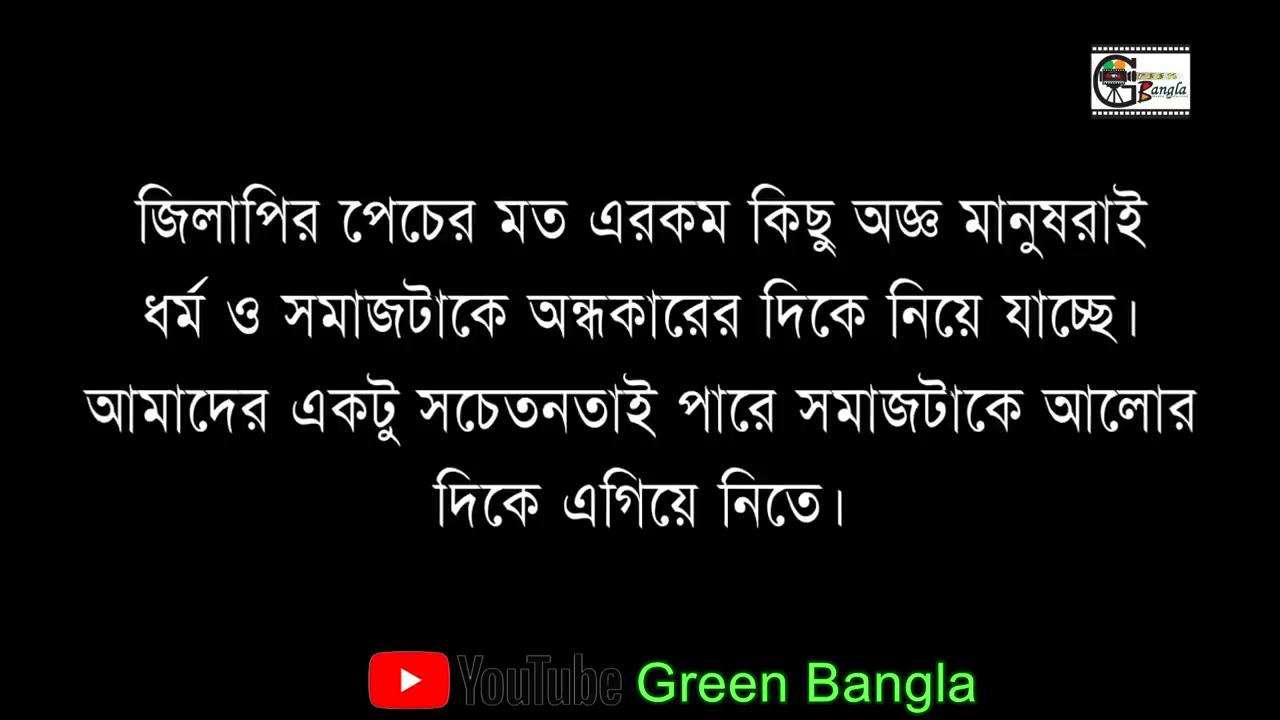 Bangla
জিলাপির পেচের মত এরকম কিছু অজ্ঞ মানুষরাই
ধর্ম ও সমাজটাকে অন্ধকারের দিকে নিয়ে যাচ্ছে।
আমাদের একটু সচেতনতাই পারে সমাজটাকে আলোর
দিকে এগিয়ে নিতে।
YouTube Green Bangla